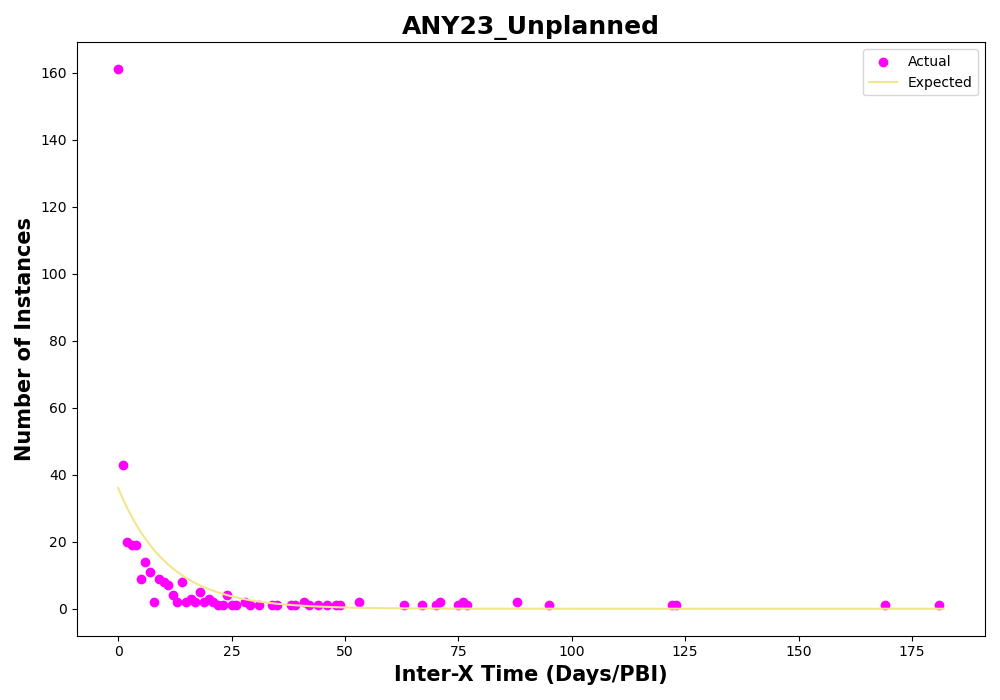 ANY23_Unplanned
Actual
Expected
Number of Instances
160
140
120
100
80
60
40
20
0
0 25 50 75 100 125 150 175
Inter-X Time (Days/PBI)